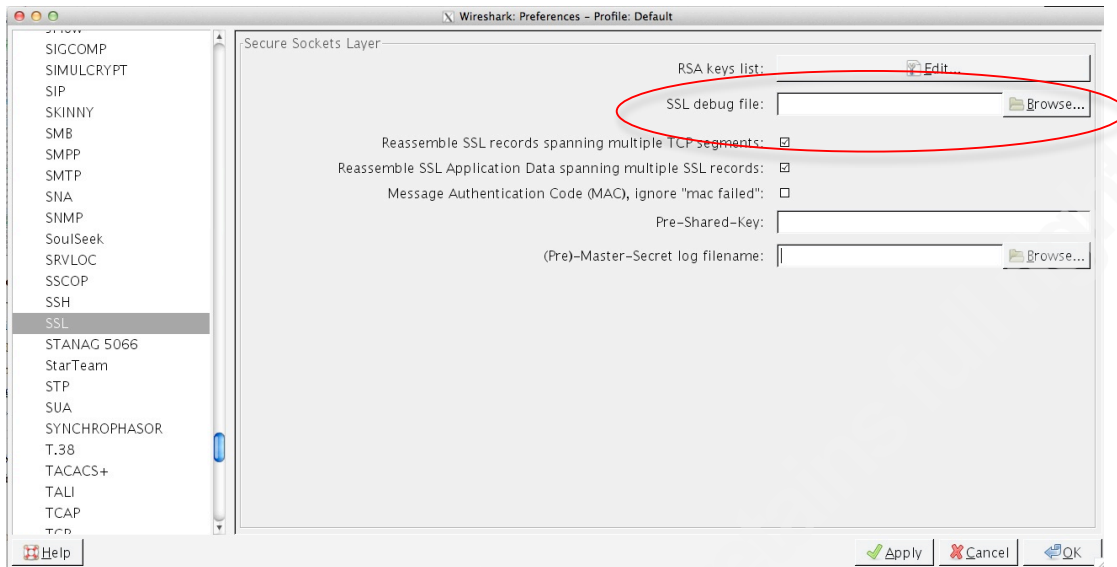 Wireshark: Preferences - Profile: Default
SIGCOMP
SIMULCRYPT
SIP
SKINNY
SMB
SMPP
SMTP
SNA
SNMP
SoulSeek
SRVLOC
SSCOP
SSH
SSL
STANAG 5066
StarTeam
STP
SUA
SYNCHROPHASOR
T.38
TACACS+
TALI
TCAP
TCP
Secure Sockets Layer
RSA keys list: Edit...
SSL debug file: Browse...
Reassemble SSL records spanning multiple TCP segments:
Reassemble SSL Application Data spanning multiple SSL records:
Message Authentication Code (MAC), ignore "mac failed":
Pre-Shared-Key:
(Pre)-Master-Secret log filename: Browse...
Help Apply Cancel OK